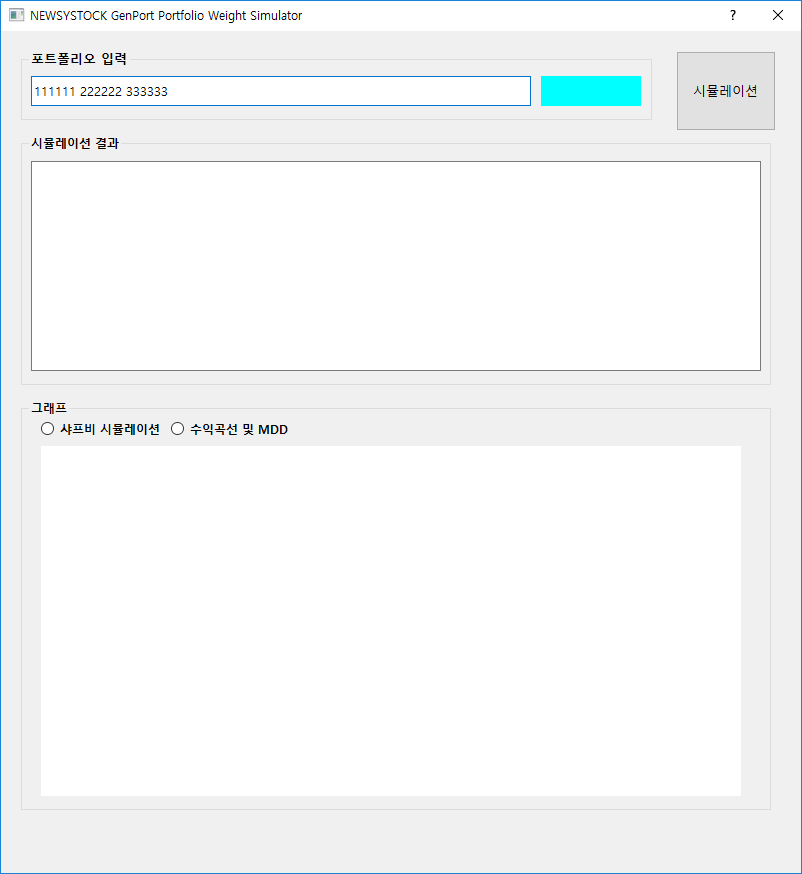 NEWSYSTOCK GenPort Portfolio Weight Simulator
?
포트폴리오 입력
111111 222222 333333
시뮬레이션
시뮬레이션 결과
그래프
샤프비 시뮬레이션 수익곡선 및 MDD